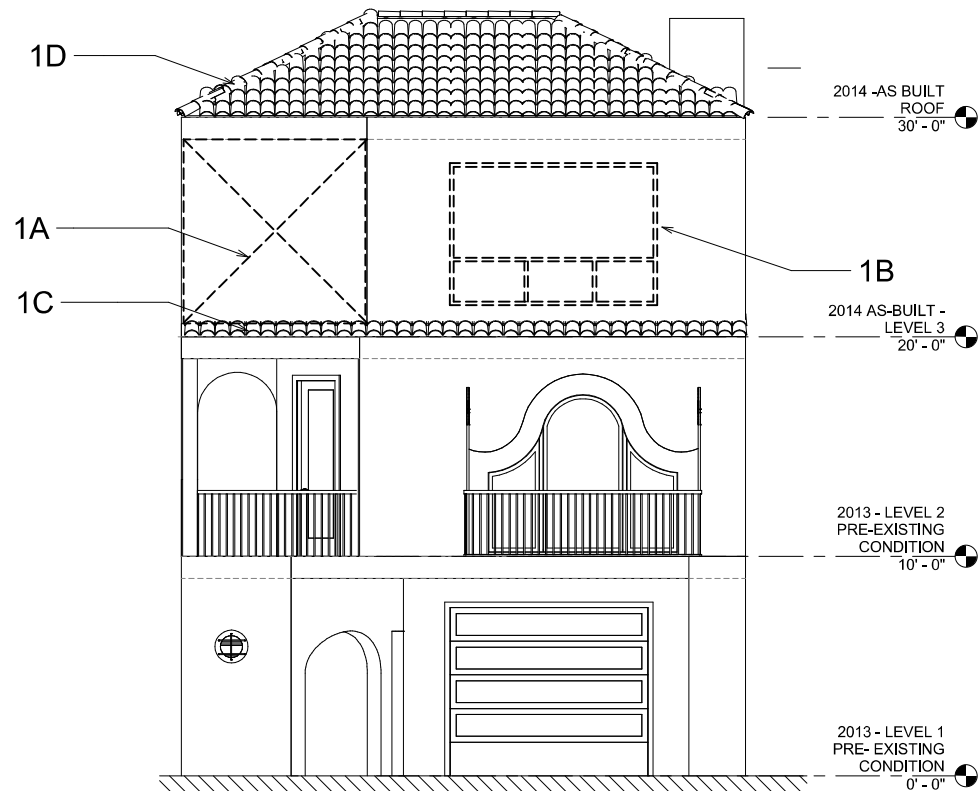 1D
2014 -AS BUILT
ROOF
30' - 0"
1A
1B
1C
2014 AS-BUILT -
LEVEL 3
20' - 0"
2013 - LEVEL 2
PRE-EXISTING
CONDITION
10' - 0"
2013 - LEVEL 1
PRE- EXISTING
CONDITION
0' - 0"